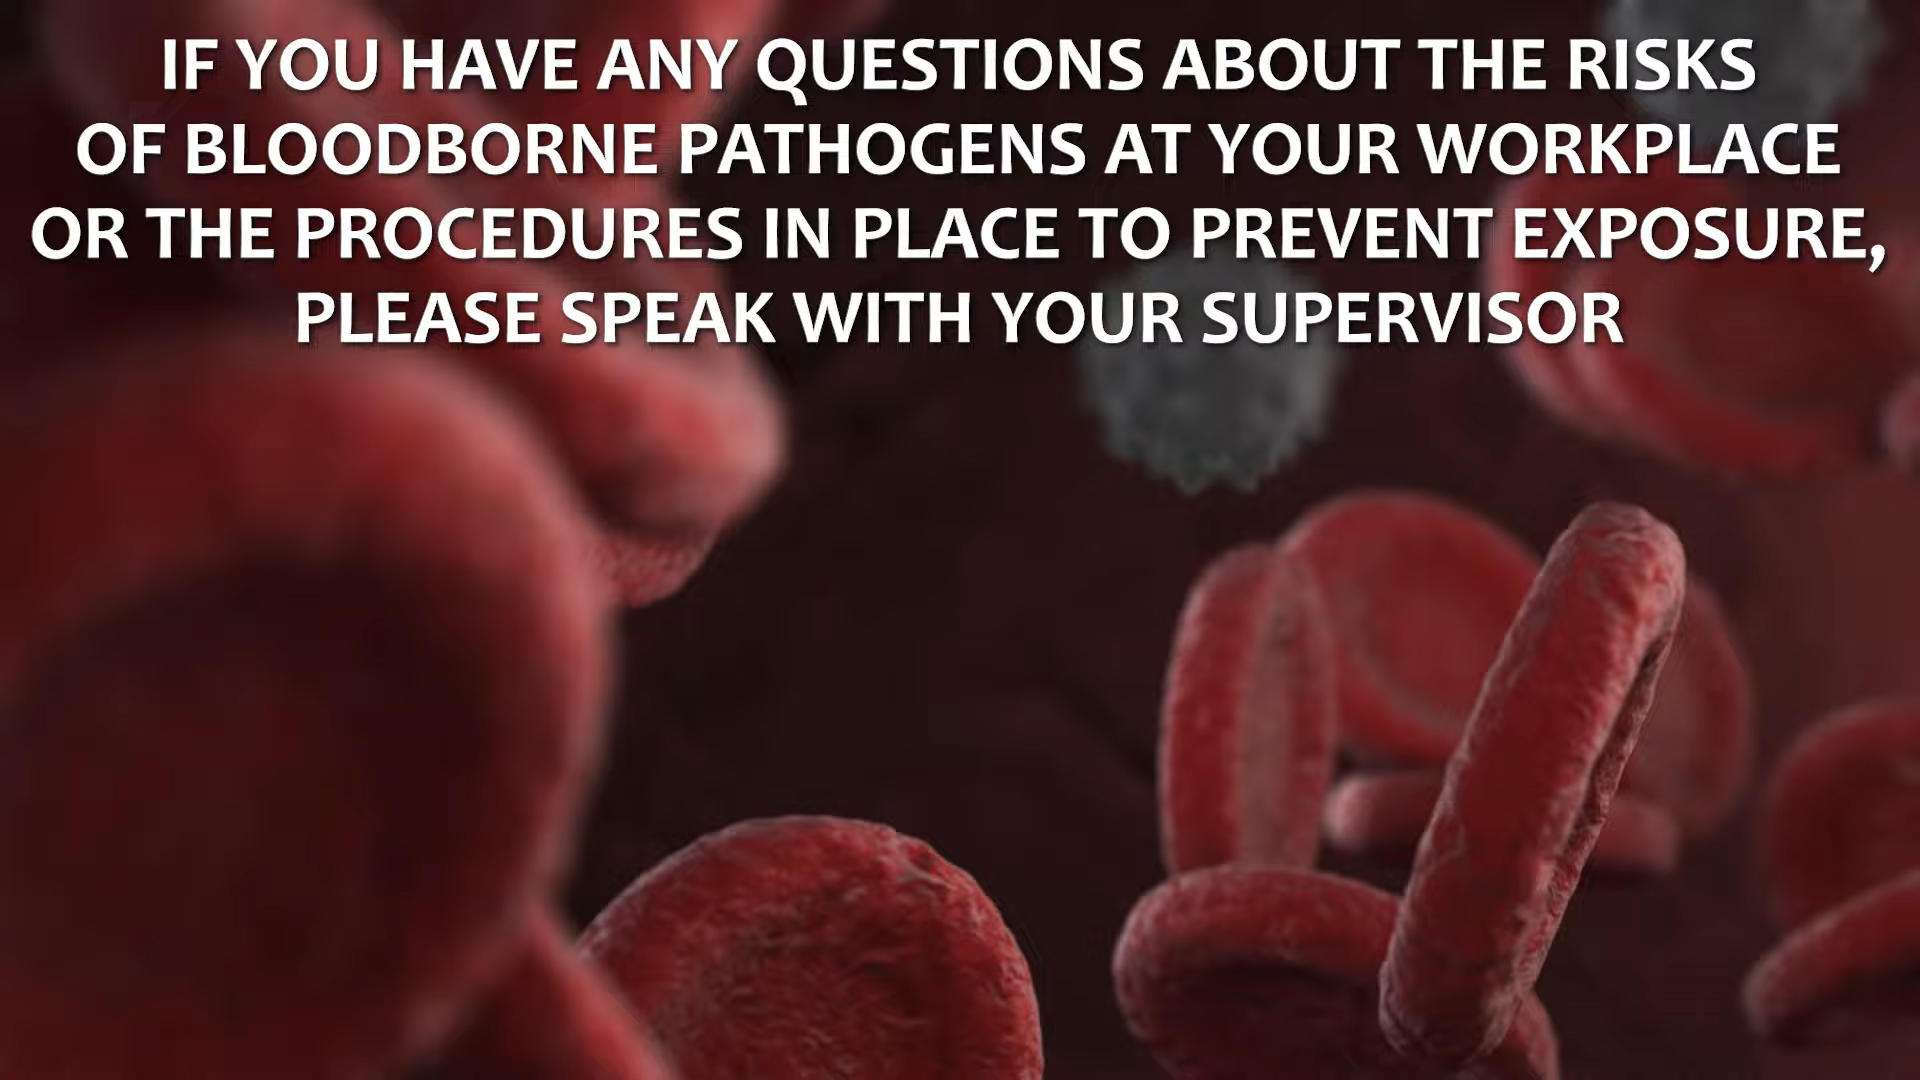 IF YOU HAVE ANY QUESTIONS ABOUT THE RISKS
OF BLOODBORNE PATHOGENS AT YOUR WORKPLACE
OR THE PROCEDURES IN PLACE TO PREVENT EXPOSURE,
PLEASE SPEAK WITH YOUR SUPERVISOR